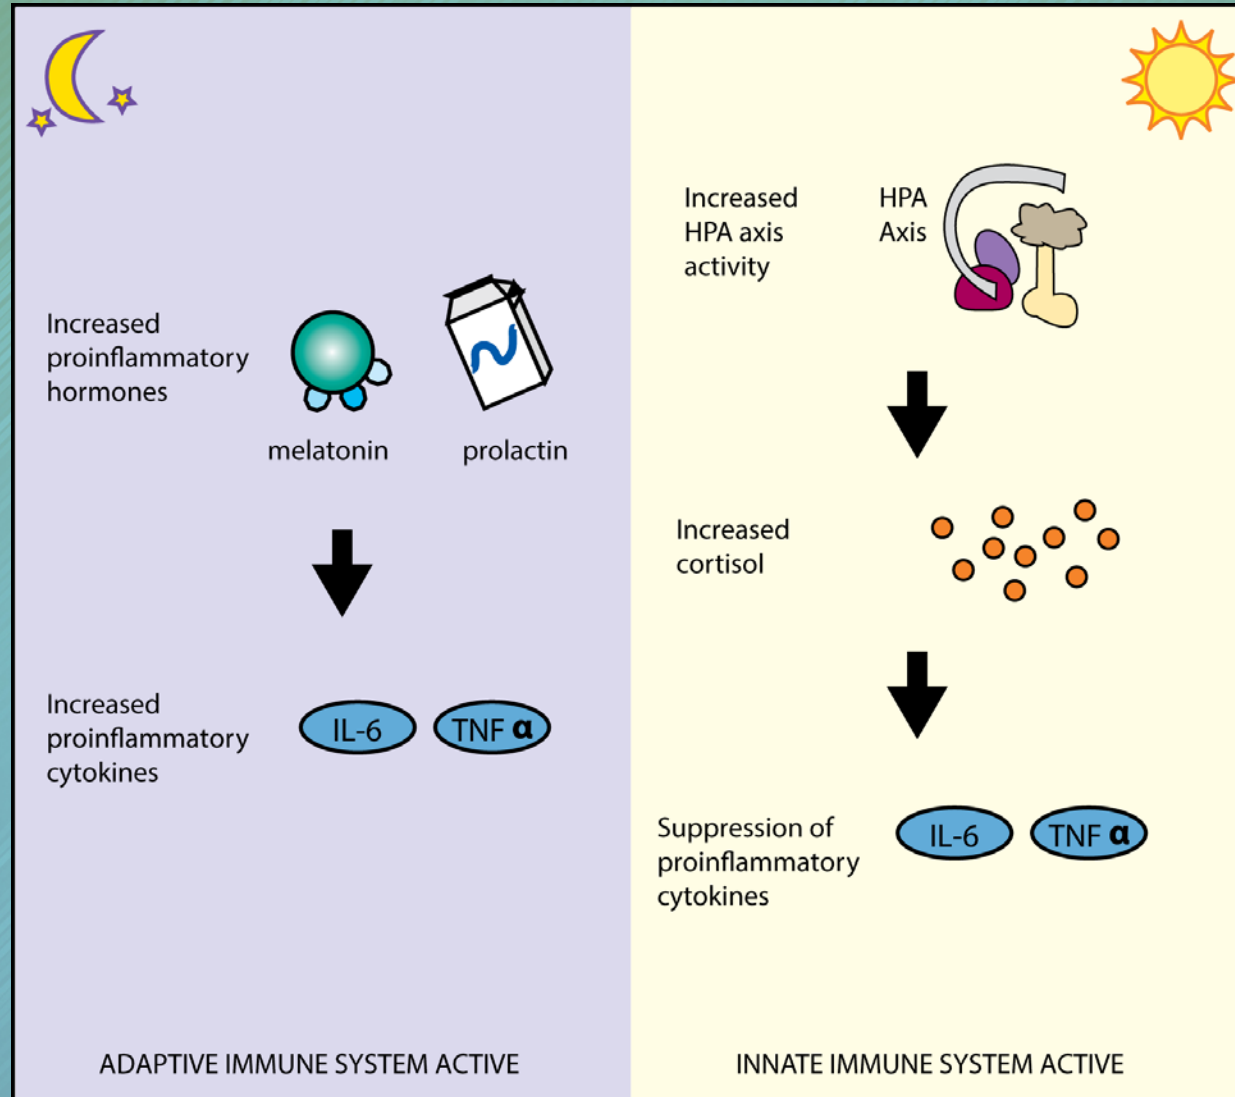 Increased
proinflammatory
hormones
melatonin
prolactin
Increased
proinflammatory
cytokines
IL-6
TNF α
ADAPTIVE IMMUNE SYSTEM ACTIVE
Increased
HPA axis
activity
HPA
Axis
Increased
cortisol
Suppression of
proinflammatory
cytokines
IL-6
TNF α
INNATE IMMUNE SYSTEM ACTIVE